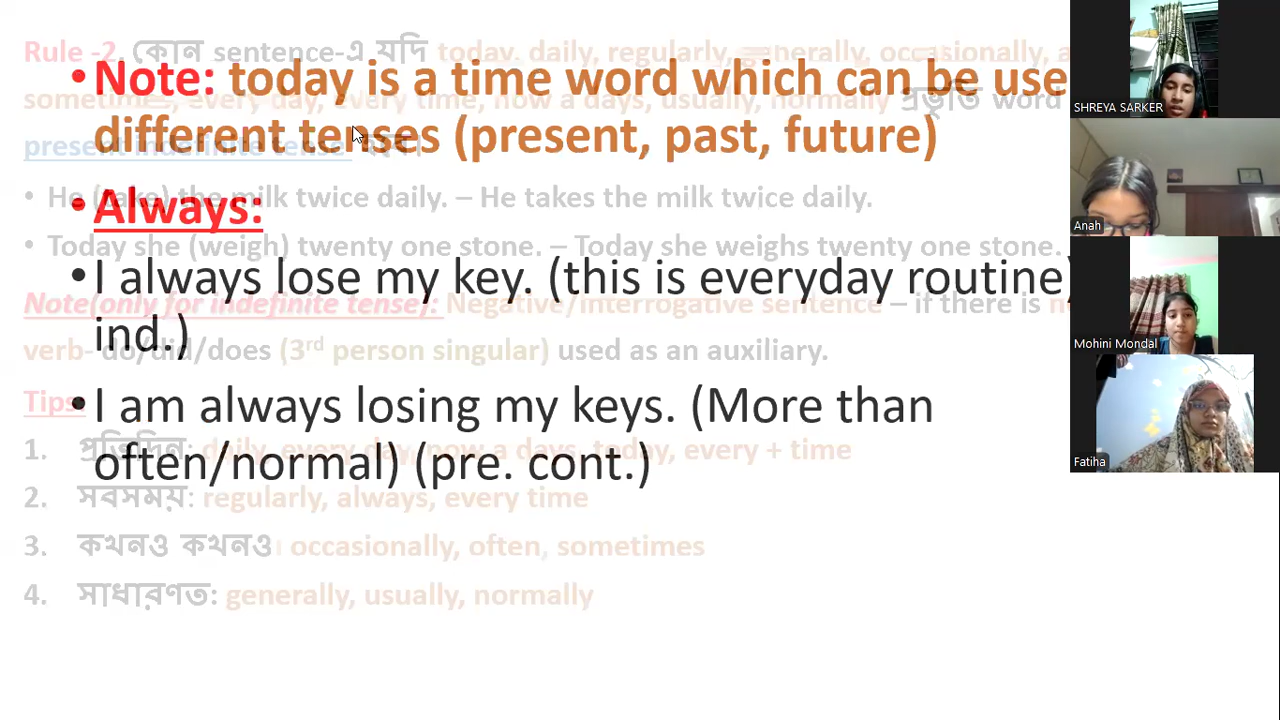 • Note: today is a time word which can be use
different tenses (present, past, future)
• Always:
• I always lose my key. (this is everyday routine)
ind.)
• I am always losing my keys. (More than
often/normal) (pre. cont.)
Rule -2. কোন sentence-এ যদি today, daily, regularly, generally, occasionally, a
sometimes, every day, every time, now a days, usually, normally প্রভৃতি word
present indefinite tense
• He (take) the milk twice daily. – He takes the milk twice daily.
• Today she (weigh) twenty one stone. – Today she weighs twenty one stone.
Note(only for indefinite tense): Negative/interrogative sentence – if there is
verb- do/did/does (3rd person singular) used as an auxiliary.
Tips
1. প্রতিদিন: daily, every day, now a days, today, every + time
2. সবসময়: regularly, always, every time
3. কখনও কখনও: occasionally, often, sometimes
4. সাধারণত: generally, usually, normally
SHREYA SARKER
Anah
Mohini Mondal
Fatiha